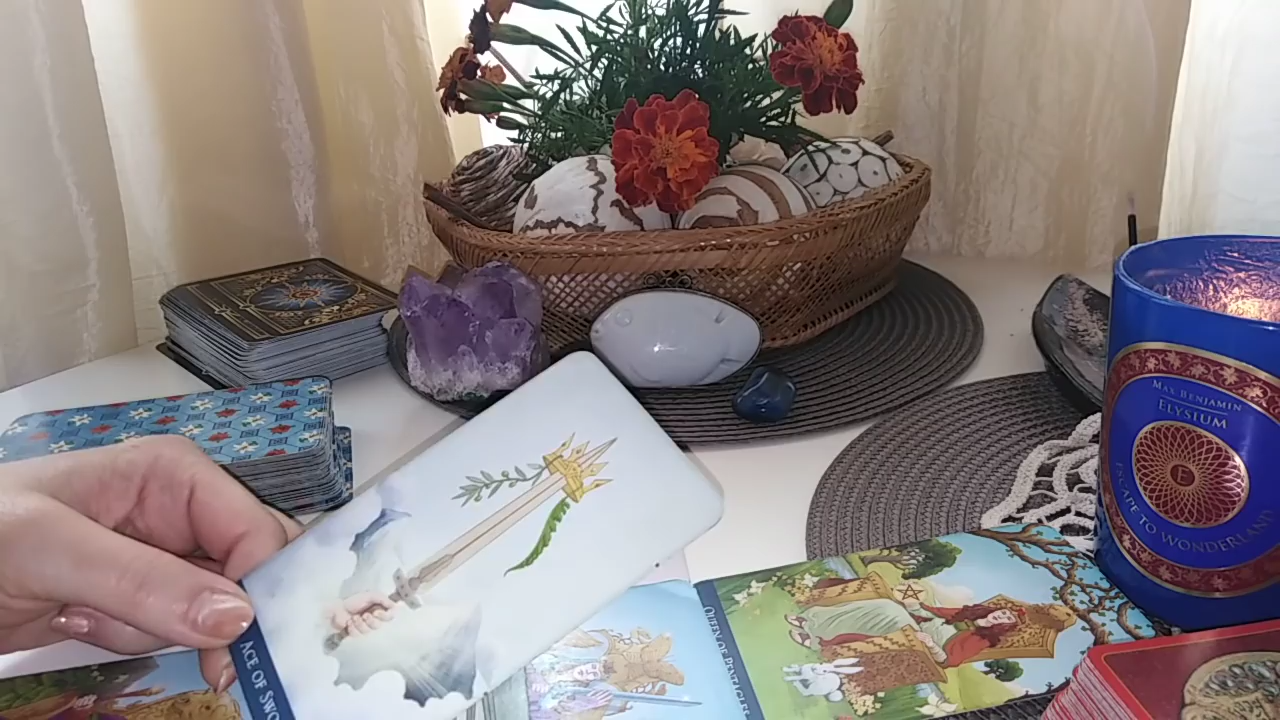 ACE OF SWO
QUEEN OF PENTACLES
MAX BENJAMIN
ELYSIUM
E
ESCAPE TO WONDERLAND